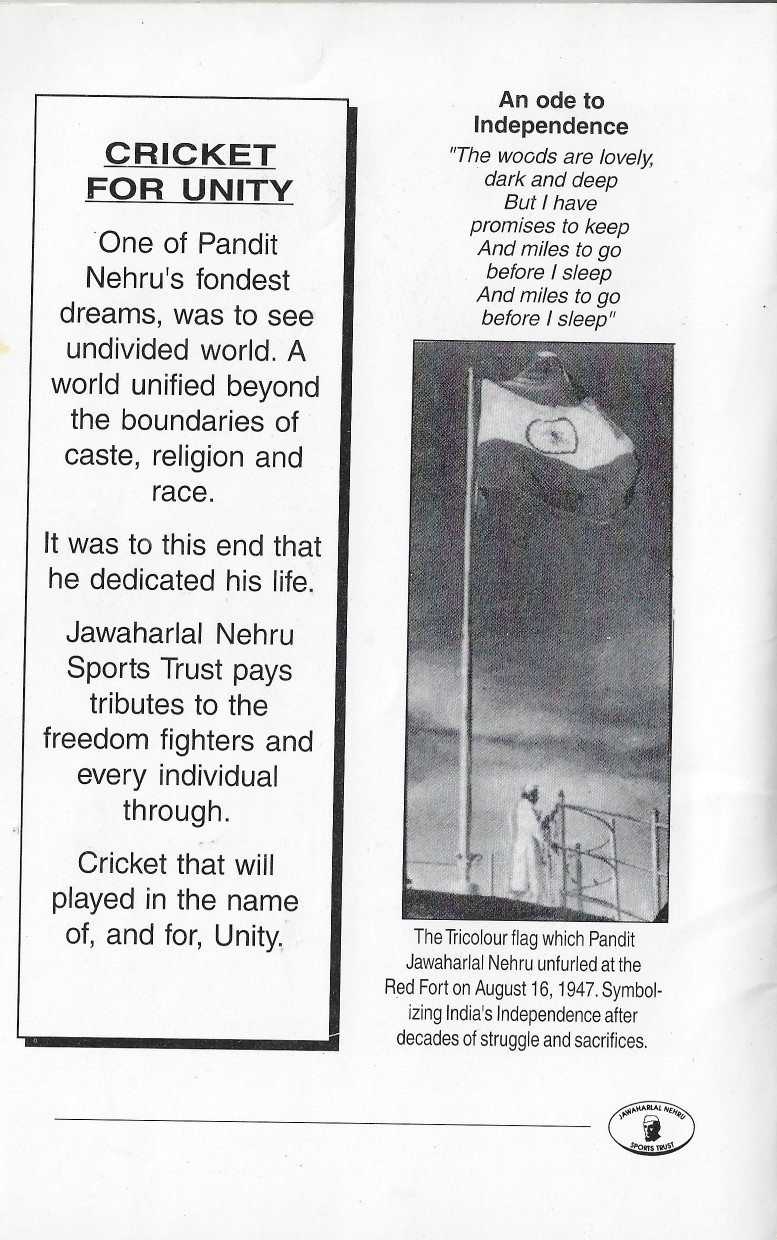 CRICKET
FOR UNITY
One of Pandit
Nehru's fondest
dreams, was to see
undivided world. A
world unified beyond
the boundaries of
caste, religion and
race.
It was to this end that
he dedicated his life.
Jawaharlal Nehru
Sports Trust pays
tributes to the
freedom fighters and
every individual
through.
Cricket that will
played in the name
of, and for, Unity.
An ode to
Independence
"The woods are lovely,
dark and deep
But I have
promises to keep
And miles to go
before I sleep
And miles to go
before I sleep"
The Tricolour flag which Pandit
Jawaharlal Nehru unfurled at the
Red Fort on August 16, 1947. Symbol-
izing India's Independence after
decades of struggle and sacrifices.
JAWAHARLAL NEHRU
SPORTS TRUST